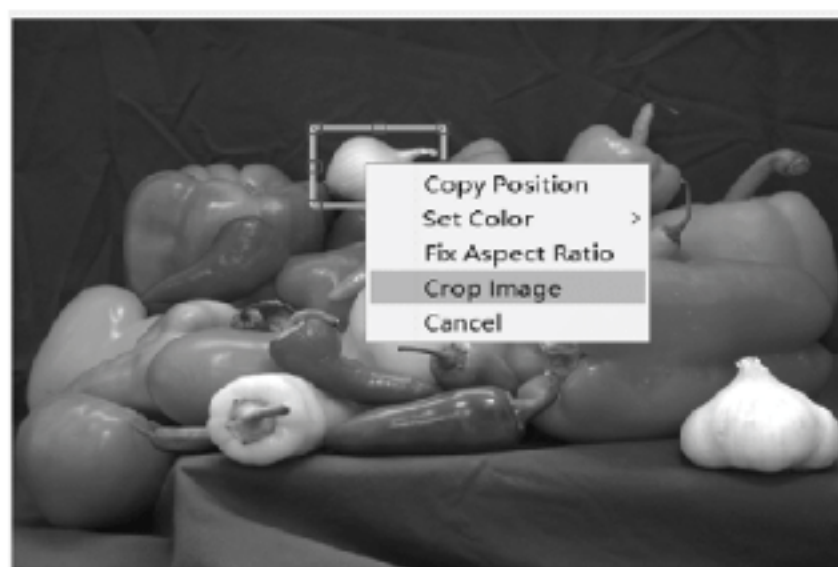 Copy Position
Set Color >
Fix Aspect Ratio
Crop Image
Cancel